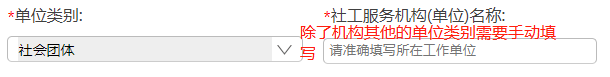 *单位类别:
*社工服务机构(单位)名称:
除了机构其他的单位类别需要手动填
写
社会团体
请准确填写所在工作单位